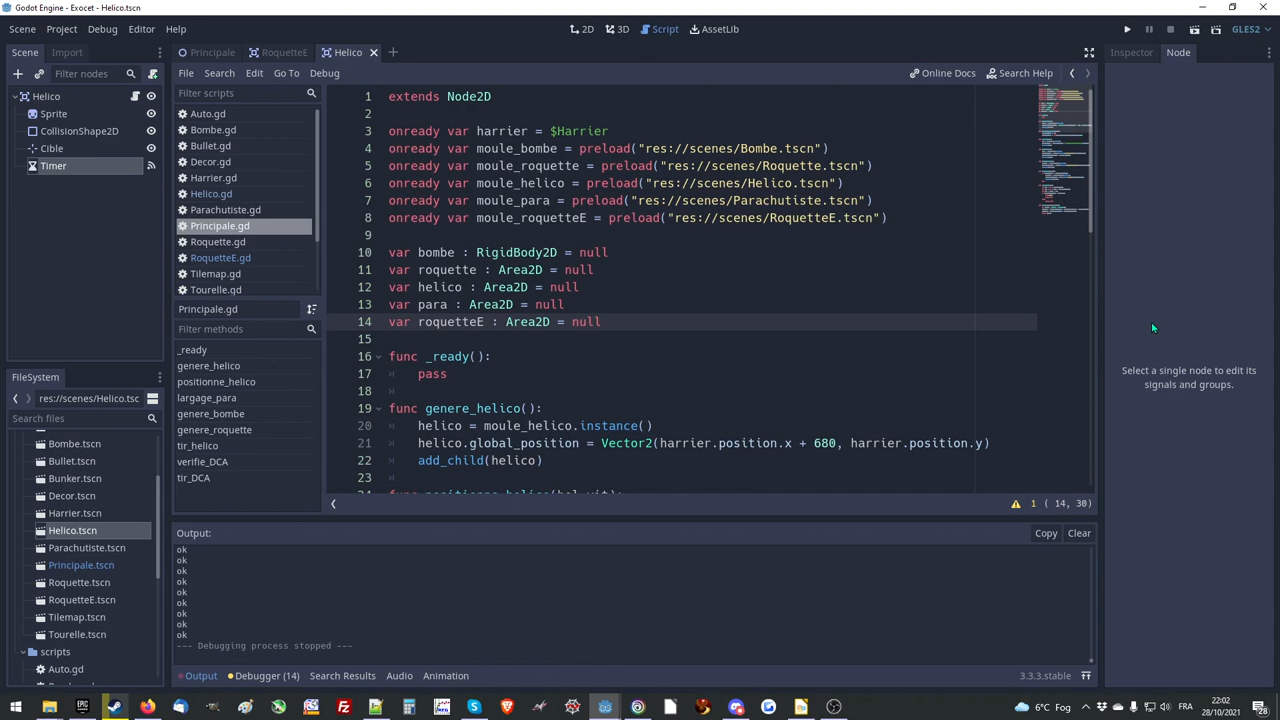 Godot Engine - Exocet - Helico.tscn
Scene Project Debug Editor Help
2D 3D Script AssetLib
GLES2
Scene Import
Filter nodes
Helico
Sprite
CollisionShape2D
Cible
Timer
FileSystem
res://scenes/Helico.tsc
Search files
Bombe.tscn
Bullet.tscn
Bunker.tscn
Decor.tscn
Harrier.tscn
Helico.tscn
Parachutiste.tscn
Principale.tscn
Roquette.tscn
RoquetteE.tscn
Tilemap.tscn
Tourelle.tscn
scripts
Auto.gd
Principale RoquetteE Helico
File Search Edit Go To Debug
Online Docs Search Help
Filter scripts
Auto.gd
Bombe.gd
Bullet.gd
Decor.gd
Harrier.gd
Helico.gd
Parachutiste.gd
Principale.gd
Roquette.gd
RoquetteE.gd
Tilemap.gd
Tourelle.gd
Principale.gd
Filter methods
_ready
genere_helico
positionne_helico
largage_para
genere_bombe
genere_roquette
tir_helico
verifie_DCA
tir_DCA
1 extends Node2D
2
3 onready var harrier = $Harrier
4 onready var moule_bombe = preload("res://scenes/Bombe.tscn")
5 onready var moule_roquette = preload("res://scenes/Roquette.tscn")
6 onready var moule_helico = preload("res://scenes/Helico.tscn")
7 onready var moule_para = preload("res://scenes/Parachutiste.tscn")
8 onready var moule_roquetteE = preload("res://scenes/RoquetteE.tscn")
9
10 var bombe : RigidBody2D = null
11 var roquette : Area2D = null
12 var helico : Area2D = null
13 var para : Area2D = null
14 var roquetteE : Area2D = null
15
16 func _ready():
17 pass
18
19 func genere_helico():
20 helico = moule_helico.instance()
21 helico.global_position = Vector2(harrier.position.x + 680, harrier.position.y)
22 add_child(helico)
23
1 ( 14, 30)
Output:
Copy Clear
ok
ok
ok
ok
ok
ok
ok
ok
ok
--- Debugging process stopped ---
Output Debugger (14) Search Results Audio Animation
3.3.3.stable
Inspector Node
Select a single node to edit its
signals and groups.
6°C Fog
FRA
22:02
28/10/2021
28